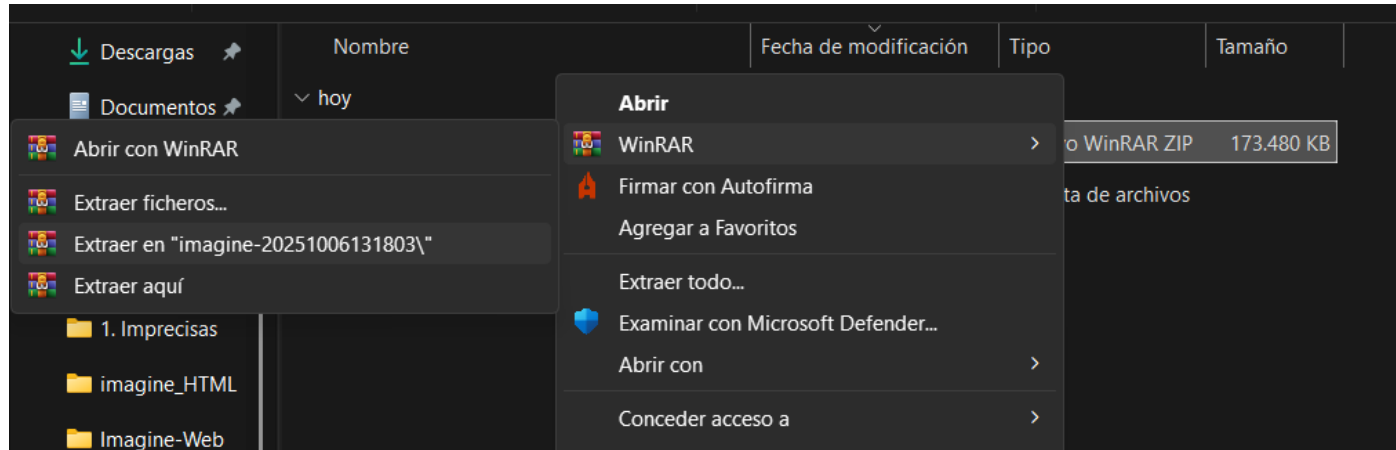 Descargas
Nombre
Fecha de modificación
Tipo
Tamaño
Documentos
hoy
Abrir
Abrir con WinRAR
WinRAR
o WinRAR ZIP
173.480 KB
Extraer ficheros...
Firmar con Autofirma
ta de archivos
Extraer en "imagine-20251006131803\"
Agregar a Favoritos
Extraer aquí
Extraer todo...
1. Imprecisas
Examinar con Microsoft Defender...
imagine_HTML
Abrir con
Imagine-Web
Conceder acceso a